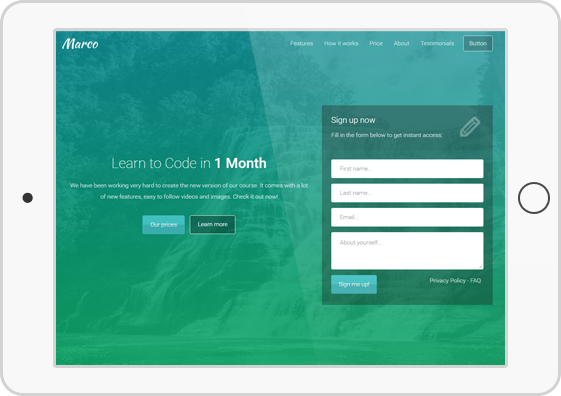 Marco
Features How it works Price About Testimonials Button
Learn to Code in 1 Month
We have been working very hard to create the new version of our course. It comes with a lot
of new features, easy to follow videos and images. Check it out now!
Our prices Learn more
Sign up now
Fill in the form below to get instant access:
First name...
Last name...
Email...
About yourself...
Sign me up!
Privacy Policy - FAQ